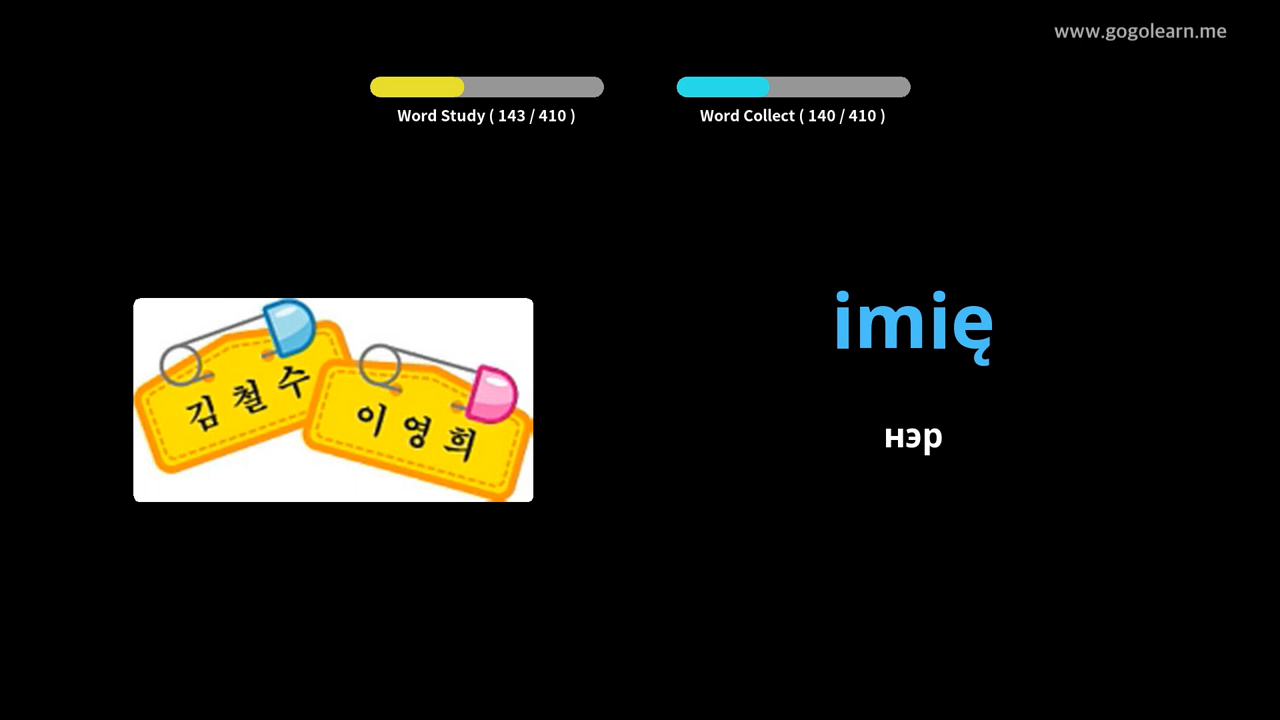 www.gogolearn.me
Word Study ( 143 / 410 )
Word Collect ( 140 / 410 )
imię
김철수
이영희
нэр